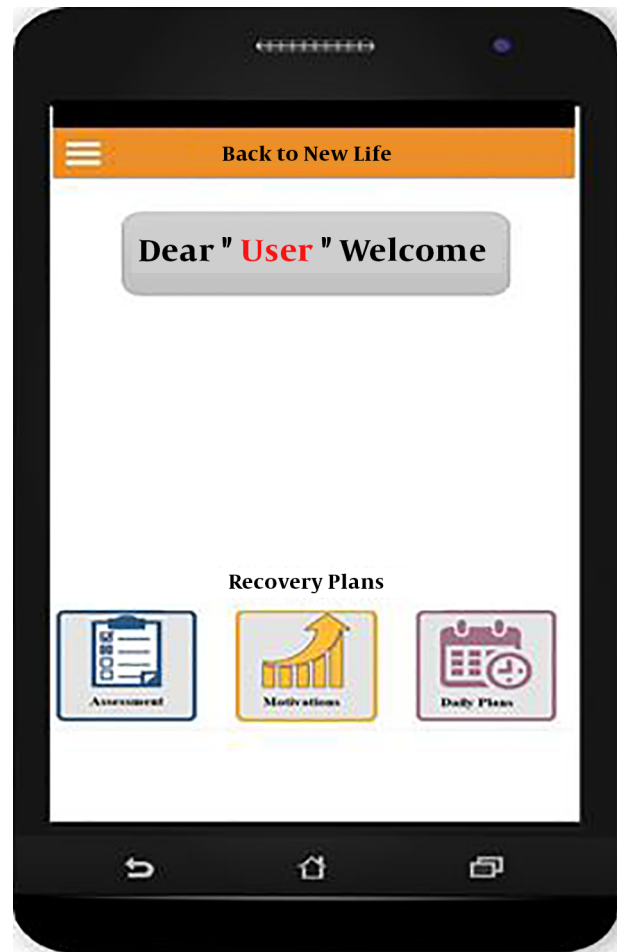 Back to New Life
Dear " User " Welcome
Recovery Plans
Assessment
Motivations
Daily Plans